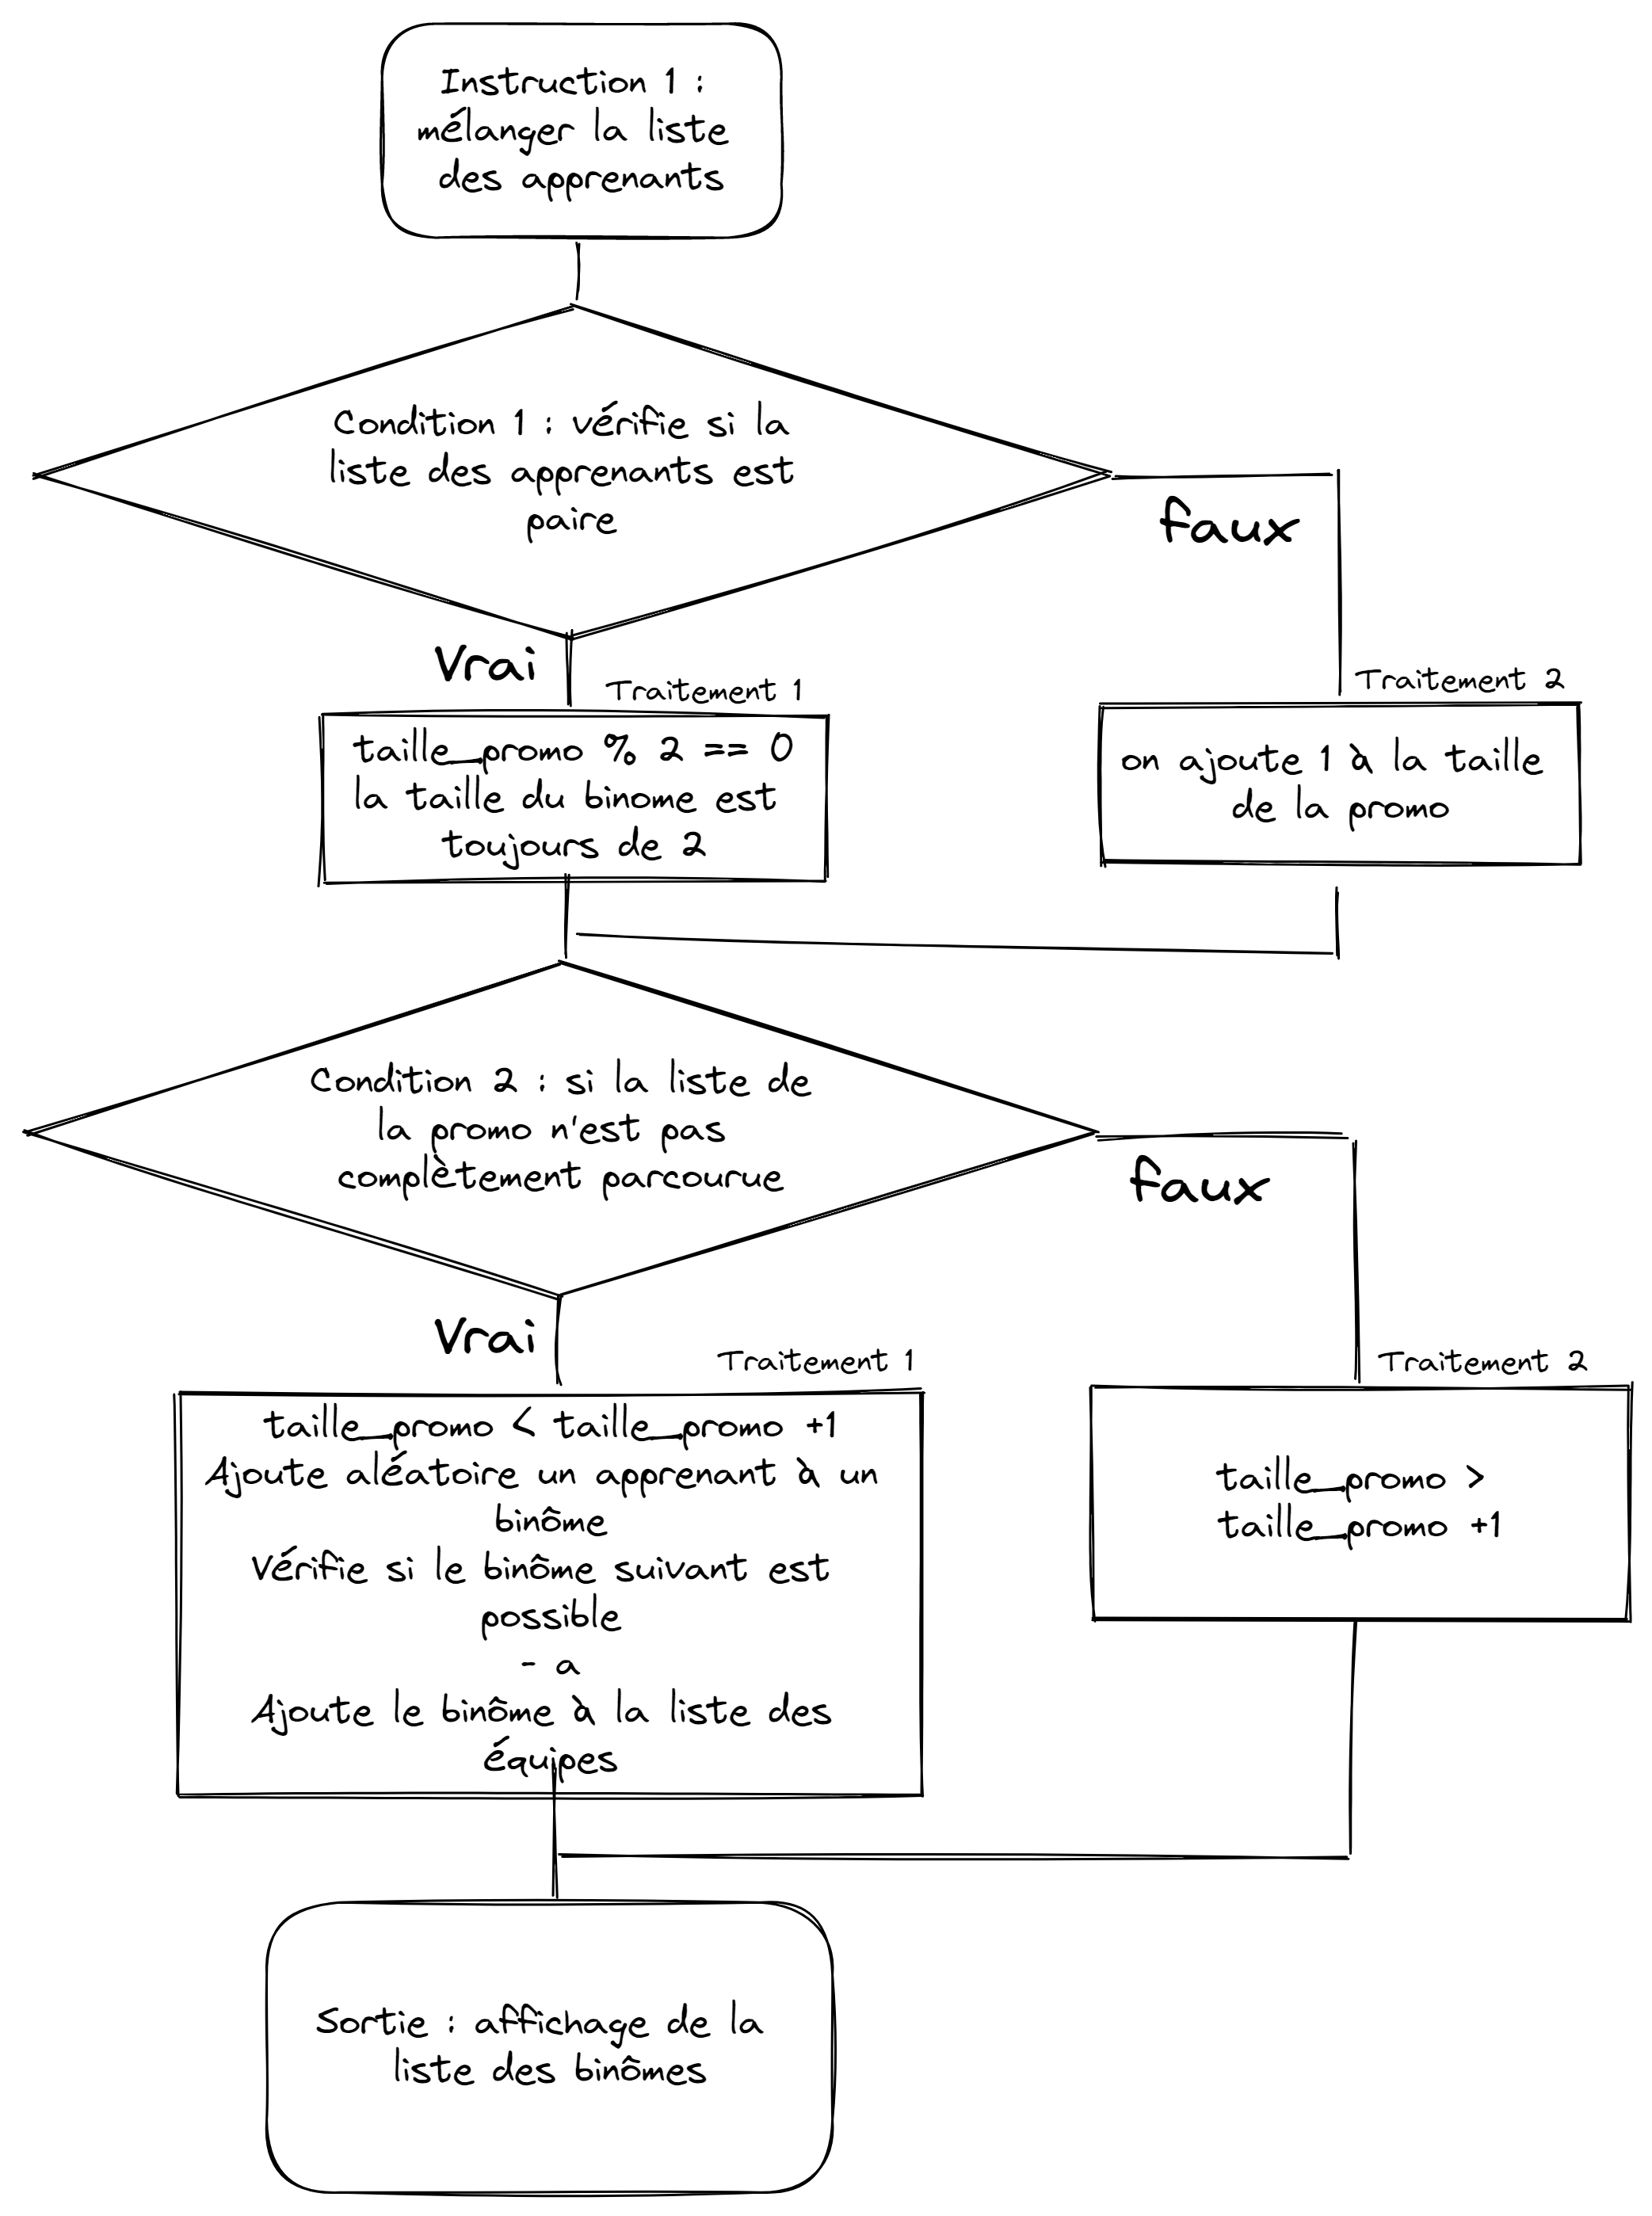 Instruction 1 :
mélanger la liste
des apprenants
Condition 1 : vérifie si la
liste des apprenants est
paire
faux
Vrai
Traitement 1
Traitement 2
taille_promo % 2 == 0
la taille du binome est
toujours de 2
on ajoute 1 à la taille
de la promo
Condition 2 : si la liste de
la promo n'est pas
complètement parcourue
faux
Vrai
Traitement 1
Traitement 2
taille_promo < taille_promo +1
Ajoute aléatoire un apprenant à un
binôme
Vérifie si le binôme suivant est
possible
- a
Ajoute le binôme à la liste des
équipes
taille_promo >
taille_promo +1
Sortie : affichage de la
liste des binômes